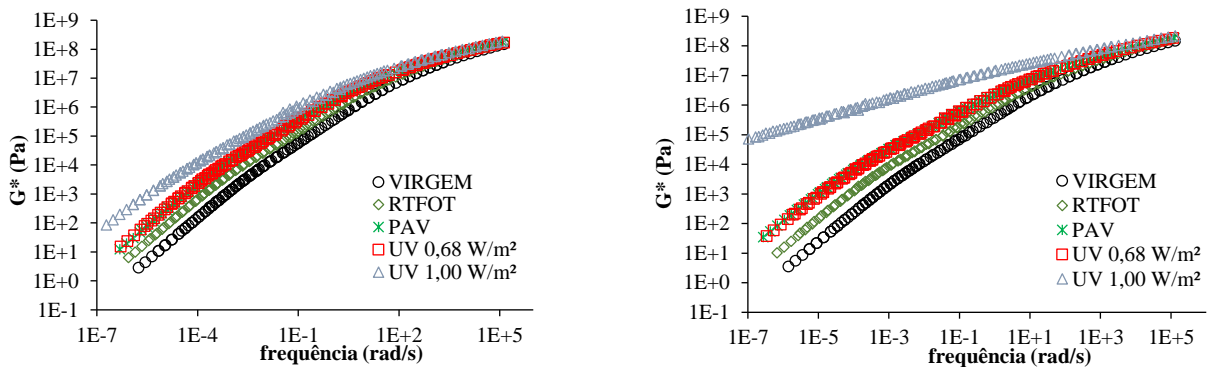 1E+9
1E+8
1E+7
1E+6
1E+5
1E+4
1E+3
1E+2
1E+1
1E+0
1E-1
G* (Pa)
VIRGEM
RTFOT
PAV
UV 0,68 W/m²
UV 1,00 W/m²
1E-7 1E-4 1E-1 1E+2 1E+5
frequência (rad/s)
1E+9
1E+8
1E+7
1E+6
1E+5
1E+4
1E+3
1E+2
1E+1
1E+0
1E-1
G* (Pa)
VIRGEM
RTFOT
PAV
UV 0,68 W/m²
UV 1,00 W/m²
1E-7 1E-5 1E-3 1E-1 1E+1 1E+3 1E+5
frequência (rad/s)